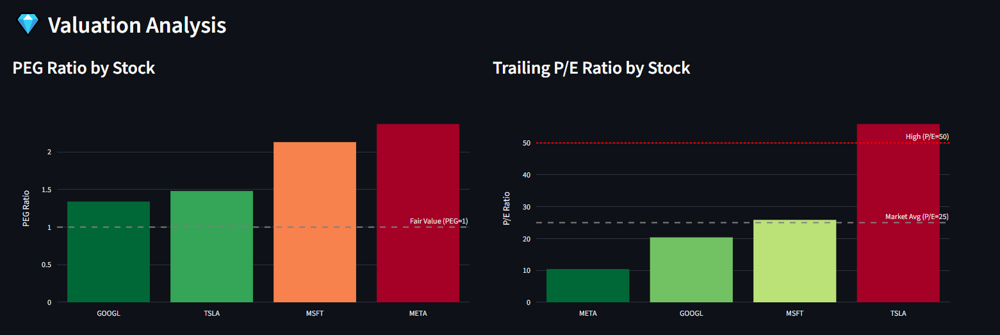 Valuation Analysis
PEG Ratio by Stock
PEG Ratio
2
1.5
1
0.5
0
Fair Value (PEG=1)
GOOGL
TSLA
MSFT
META
Trailing P/E Ratio by Stock
P/E Ratio
50
40
30
20
10
0
High (P/E=50)
Market Avg (P/E=25)
META
GOOGL
MSFT
TSLA